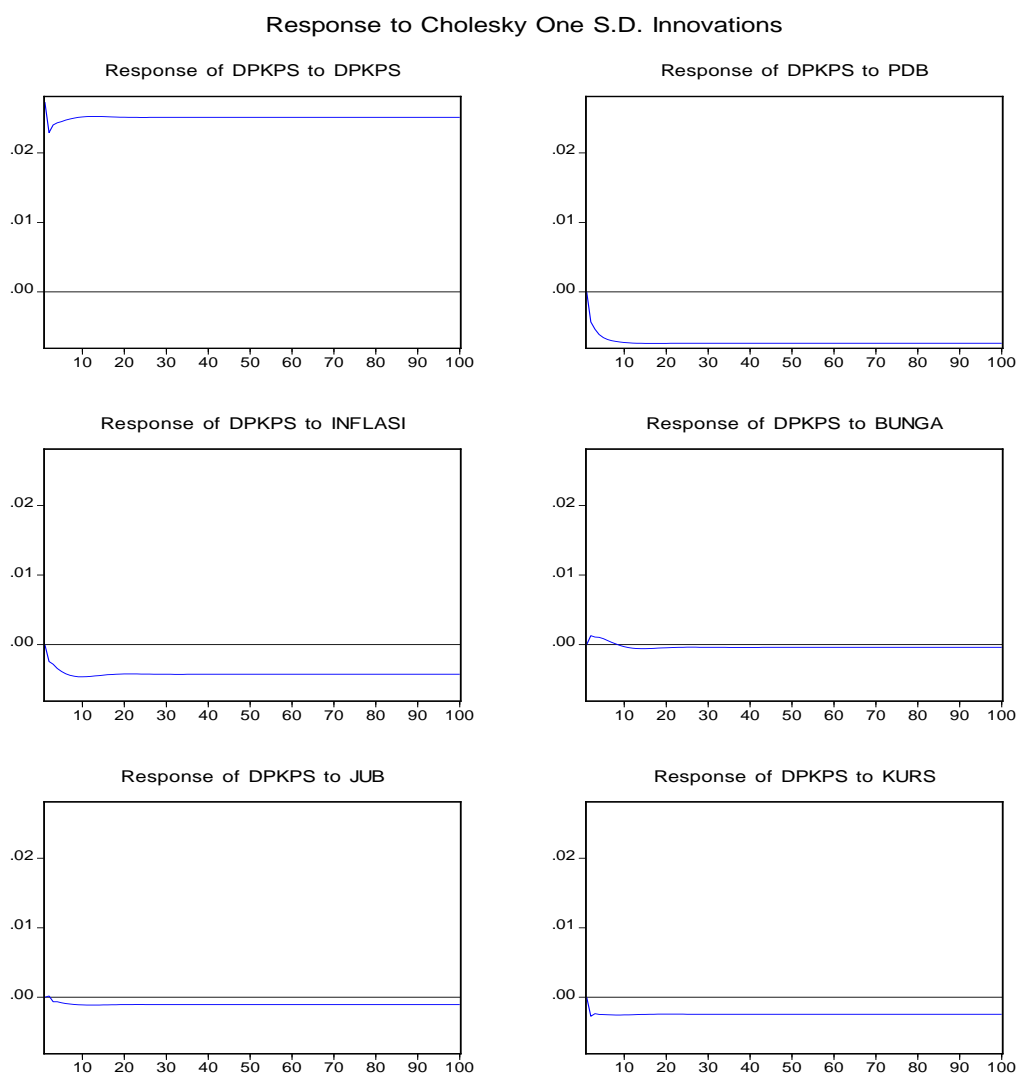 Response to Cholesky One S.D. Innovations
Response of DPKPS to DPKPS
.02
.01
.00
10 20 30 40 50 60 70 80 90 100
Response of DPKPS to PDB
.02
.01
.00
10 20 30 40 50 60 70 80 90 100
Response of DPKPS to INFLASI
.02
.01
.00
10 20 30 40 50 60 70 80 90 100
Response of DPKPS to BUNGA
.02
.01
.00
10 20 30 40 50 60 70 80 90 100
Response of DPKPS to JUB
.02
.01
.00
10 20 30 40 50 60 70 80 90 100
Response of DPKPS to KURS
.02
.01
.00
10 20 30 40 50 60 70 80 90 100